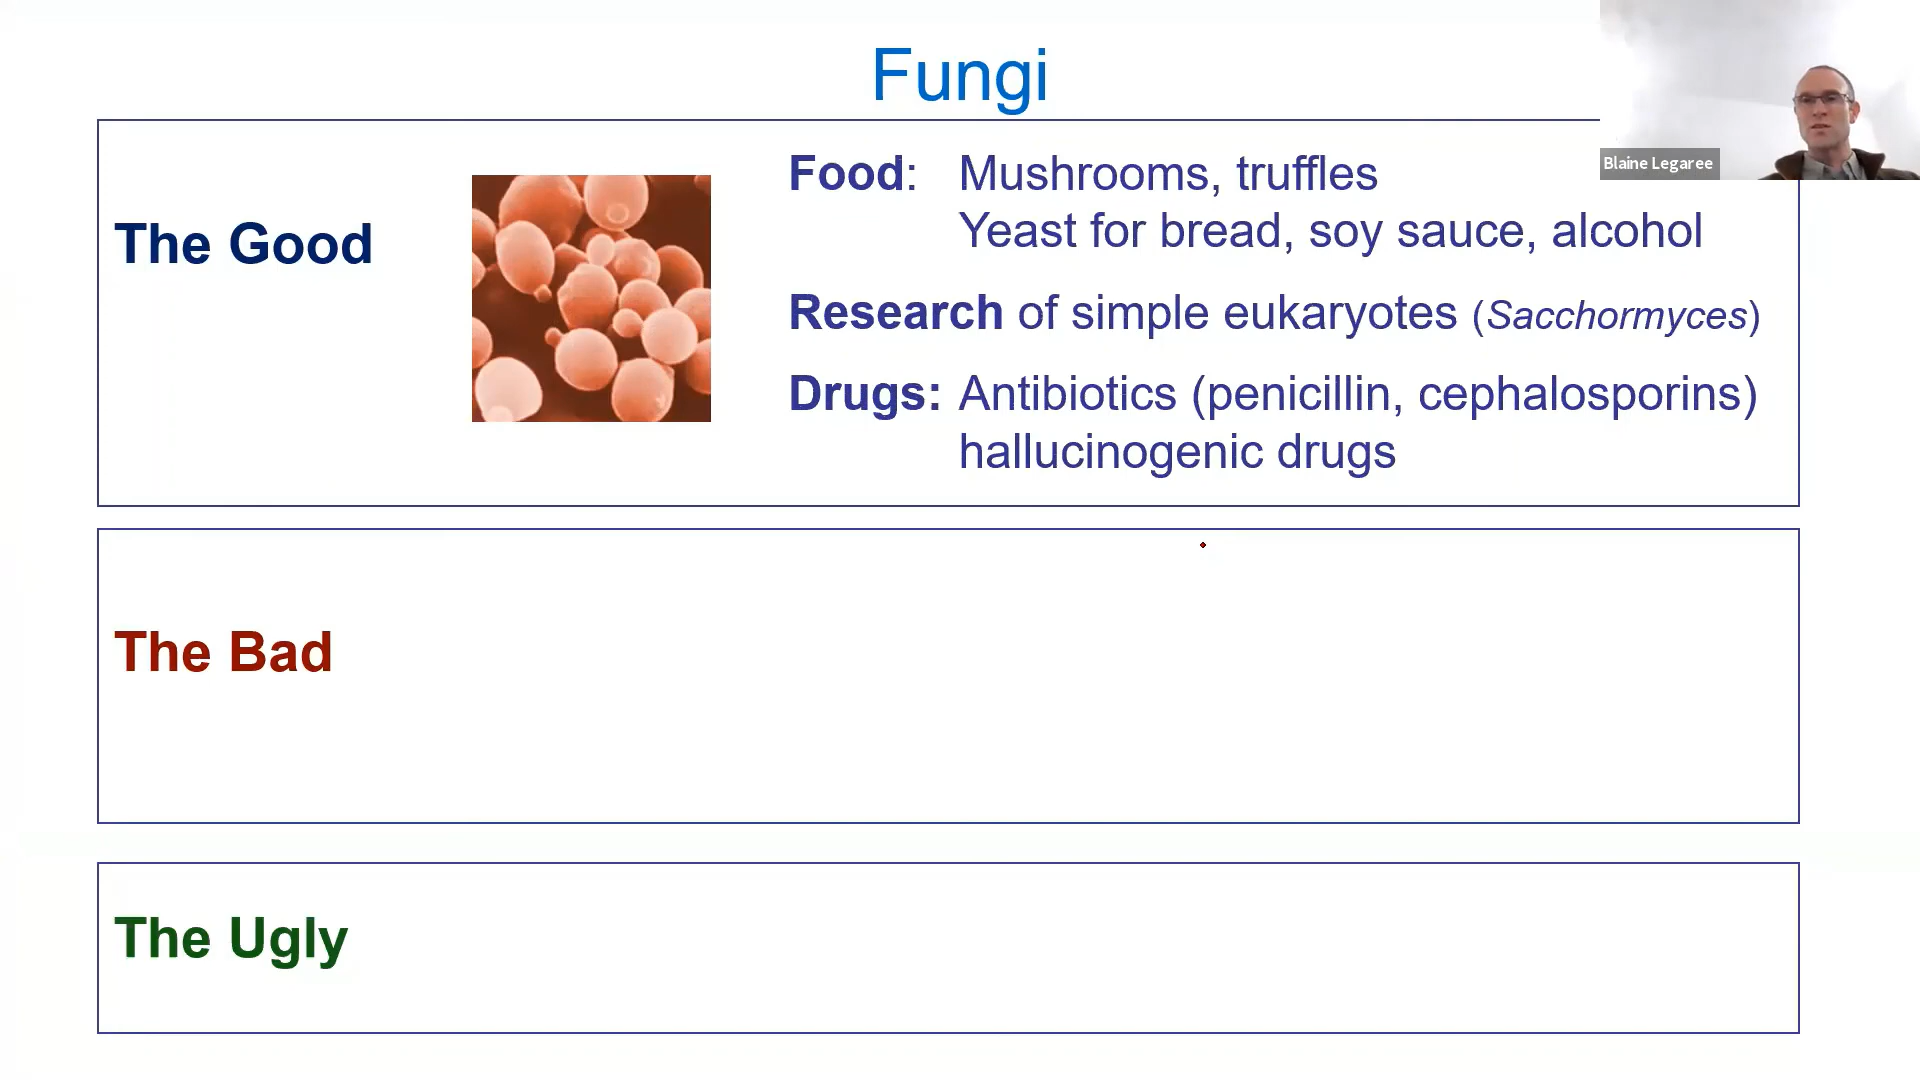 Fungi
Blaine Legaree
The Good
Food: Mushrooms, truffles
Yeast for bread, soy sauce, alcohol
Research of simple eukaryotes (Sacchormyces)
Drugs: Antibiotics (penicillin, cephalosporins)
hallucinogenic drugs
The Bad
The Ugly